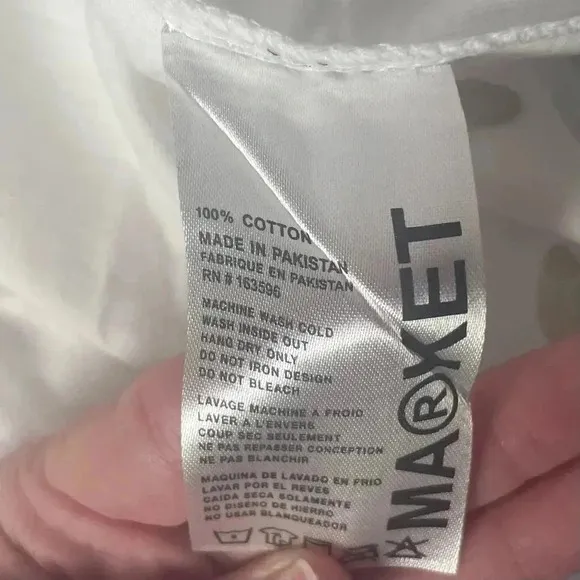 100% COTTON
MADE IN PAKISTAN
FABRIQUE EN PAKISTAN
RN # 163596
MACHINE WASH COLD
WASH INSIDE OUT
HANG DRY ONLY
DO NOT IRON DESIGN
DO NOT BLEACH
LAVAGE MACHINE A FROID
LAVER A L'ENVERS
COUP SEC SEULEMENT
NE PAS REPASSER CONCEPTION
NE PAS BLANCHIR
MAQUINA DE LAVADO EN FRIO
LAVAR POR EL REVES
CAIDA SECA SOLAMENTE
NO DISENO DE HIERRO
NO USAR BLANQUEADOR
MA®KET